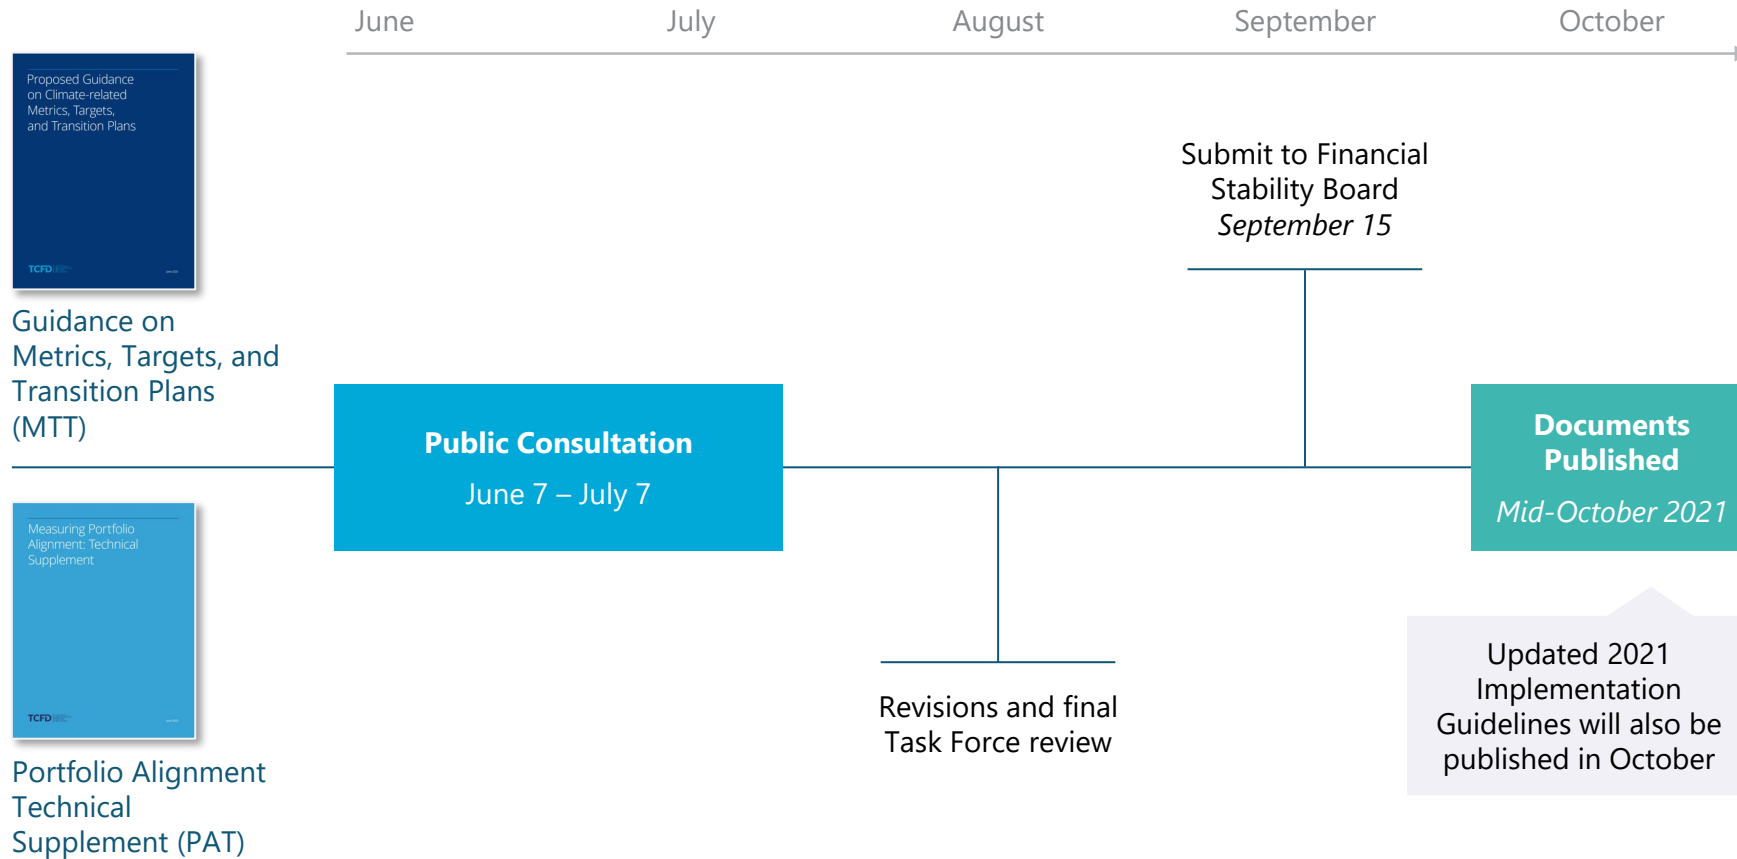 June
July
August
September
October
Proposed Guidance
on Climate-related
Metrics, Targets,
and Transition Plans
TCFD
Guidance on
Metrics, Targets, and
Transition Plans
(MTT)
Submit to Financial
Stability Board
September 15
Public Consultation
June 7 – July 7
Documents
Published
Mid-October 2021
Measuring Portfolio
Alignment: Technical
Supplement
TCFD
Portfolio Alignment
Technical
Supplement (PAT)
Revisions and final
Task Force review
Updated 2021
Implementation
Guidelines will also be
published in October